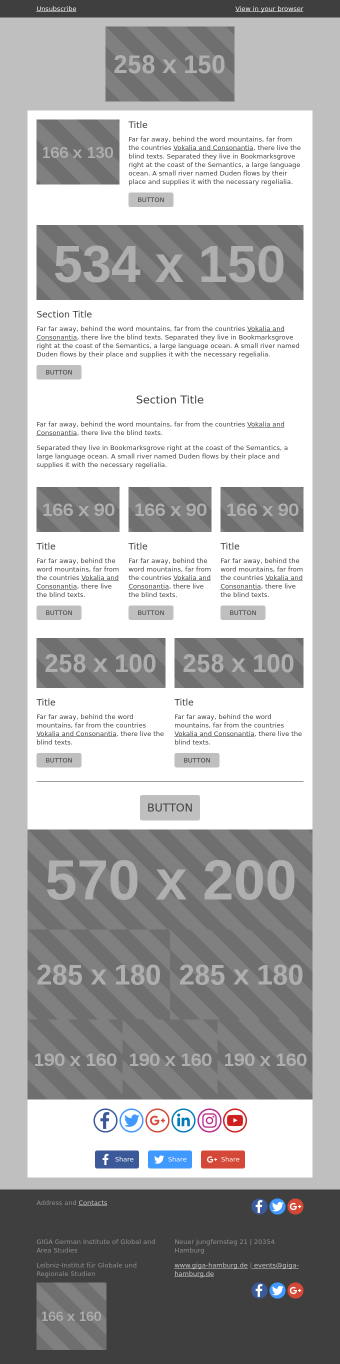 Unsubscribe
View in your browser
258 x 150
166 x 130
Title
Far far away, behind the word mountains, far from
the countries Vokalia and Consonantia, there live the
blind texts. Separated they live in Bookmarksgrove
right at the coast of the Semantics, a large language
ocean. A small river named Duden flows by their
place and supplies it with the necessary regelialia.
BUTTON
534 x 150
Section Title
Far far away, behind the word mountains, far from the countries Vokalia and
Consonantia, there live the blind texts. Separated they live in Bookmarksgrove
right at the coast of the Semantics, a large language ocean. A small river named
Duden flows by their place and supplies it with the necessary regelialia.
BUTTON
Section Title
Far far away, behind the word mountains, far from the countries Vokalia and
Consonantia, there live the blind texts.
Separated they live in Bookmarksgrove right at the coast of the Semantics, a
large language ocean. A small river named Duden flows by their place and
supplies it with the necessary regelialia.
166 x 90
Title
Far far away, behind the
word mountains, far from
the countries Vokalia and
Consonantia, there live
the blind texts.
BUTTON
166 x 90
Title
Far far away, behind the
word mountains, far from
the countries Vokalia and
Consonantia, there live
the blind texts.
BUTTON
166 x 90
Title
Far far away, behind the
word mountains, far from
the countries Vokalia and
Consonantia, there live
the blind texts.
BUTTON
258 x 100
Title
Far far away, behind the word
mountains, far from the countries
Vokalia and Consonantia, there live the
blind texts.
BUTTON
258 x 100
Title
Far far away, behind the word
mountains, far from the countries
Vokalia and Consonantia, there live the
blind texts.
BUTTON
BUTTON
570 x 200
285 x 180
285 x 180
190 x 160
190 x 160
190 x 160
Share
Share
Share
Address and Contacts
GIGA German Institute of Global and
Area Studies
Leibniz-Institut für Globale und
Regionale Studien
166 x 160
Neuer Jungfernstieg 21 | 20354
Hamburg
www.giga-hamburg.de | events@giga-
hamburg.de